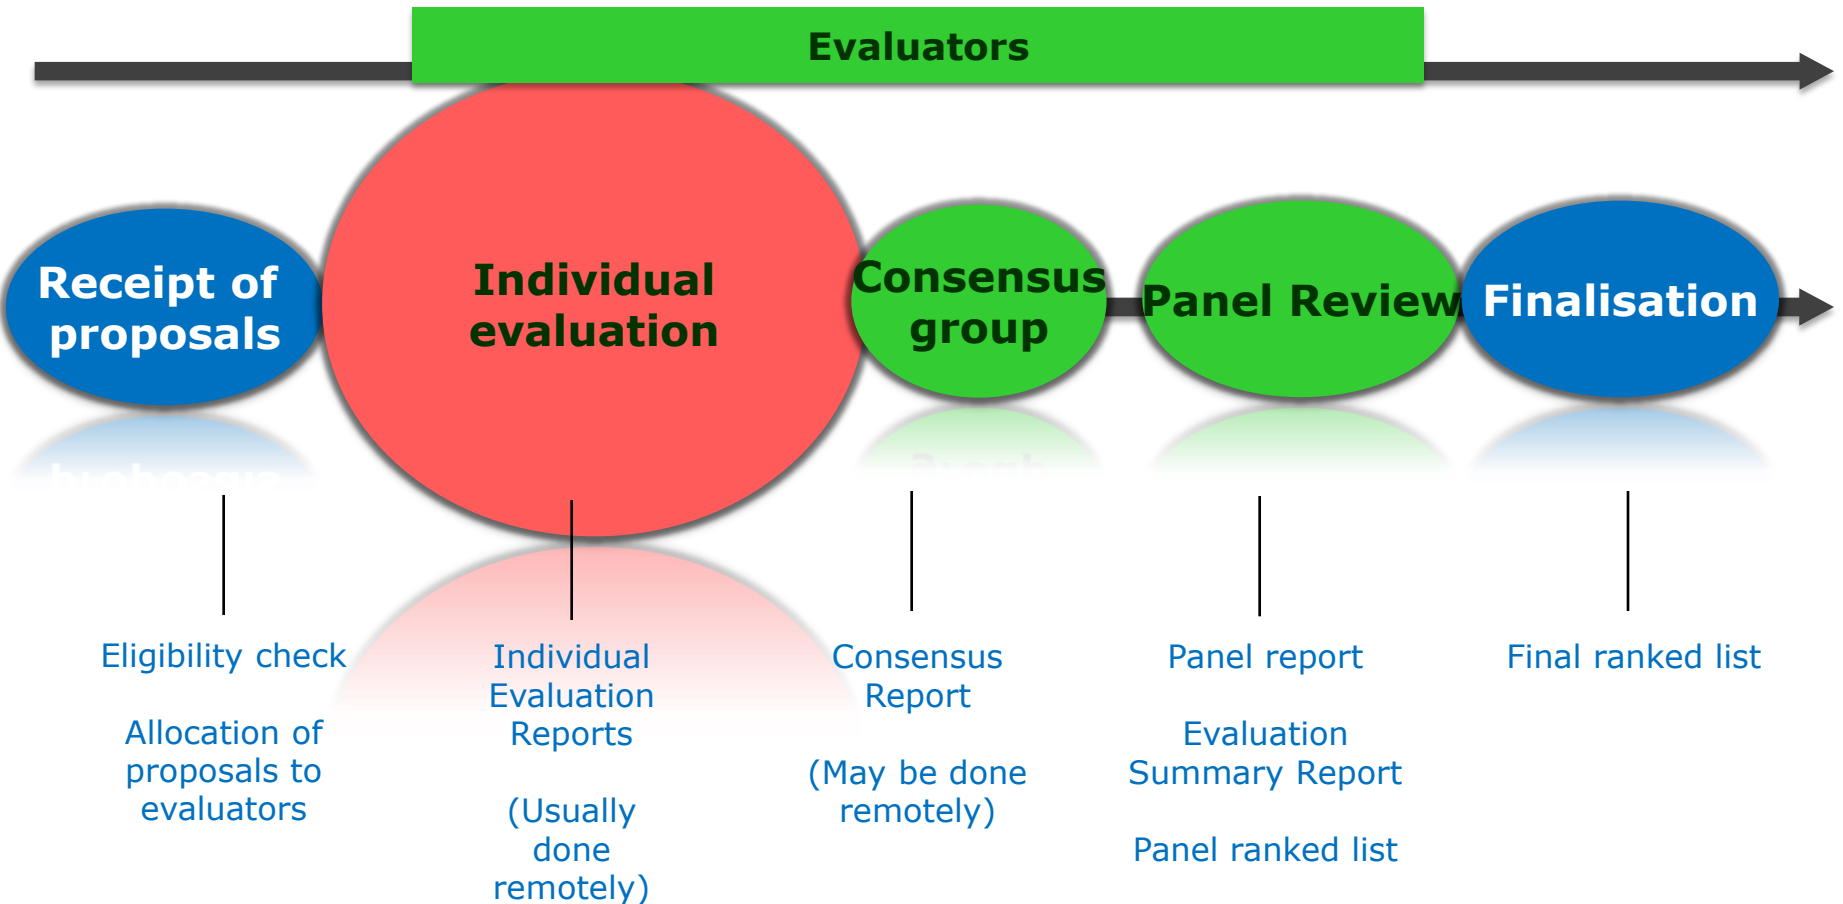 Evaluators
Receipt of
proposals
Individual
evaluation
Consensus
group
Panel Review
Finalisation
Eligibility check
Allocation of
proposals to
evaluators
Individual
Evaluation
Reports
(Usually
done
remotely)
Consensus
Report
(May be done
remotely)
Panel report
Evaluation
Summary Report
Panel ranked list
Final ranked list